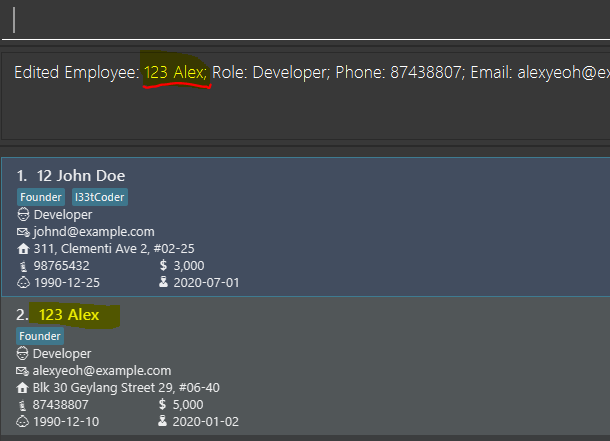 Edited Employee: 123 Alex; Role: Developer; Phone: 87438807; Email: alexyeoh@ex
1. 12 John Doe
Founder l33tCoder
Developer
johnd@example.com
311, Clementi Ave 2, #02-25
98765432 $ 3,000
1990-12-25 2020-07-01
2. 123 Alex
Founder
Developer
alexyeoh@example.com
Blk 30 Geylang Street 29, #06-40
87438807 $ 5,000
1990-12-10 2020-01-02